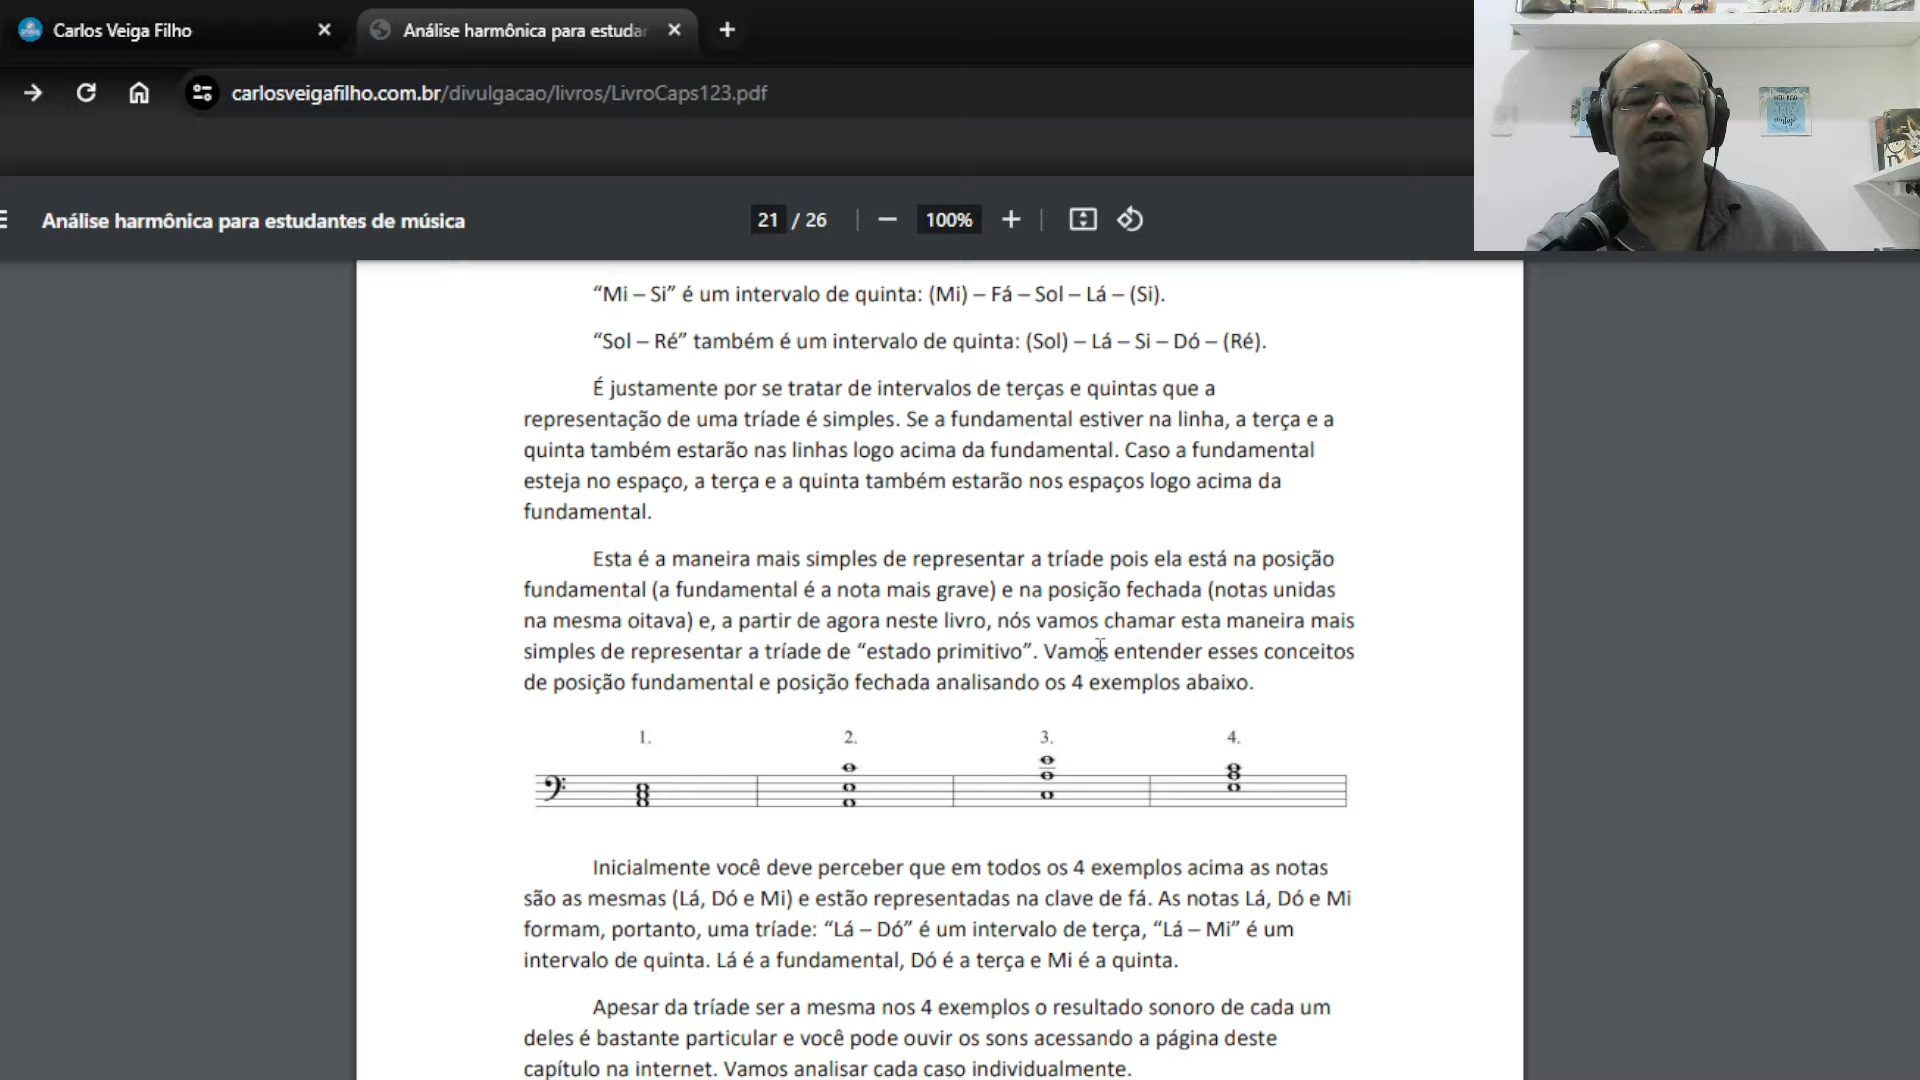 Carlos Veiga Filho
Análise harmônica para estudar
carlosveigafilho.com.br/divulgacao/livros/LivroCaps123.pdf
Análise harmônica para estudantes de música
21 / 26
100%
“Mi – Si” é um intervalo de quinta: (Mi) – Fá – Sol – Lá – (Si).
“Sol – Ré” também é um intervalo de quinta: (Sol) – Lá – Si – Dó – (Ré).
É justamente por se tratar de intervalos de terças e quintas que a
representação de uma tríade é simples. Se a fundamental estiver na linha, a terça e a
quinta também estarão nas linhas logo acima da fundamental. Caso a fundamental
esteja no espaço, a terça e a quinta também estarão nos espaços logo acima da
fundamental.
Esta é a maneira mais simples de representar a tríade pois ela está na posição
fundamental (a fundamental é a nota mais grave) e na posição fechada (notas unidas
na mesma oitava) e, a partir de agora neste livro, nós vamos chamar esta maneira mais
simples de representar a tríade de “estado primitivo”. Vamos entender esses conceitos
de posição fundamental e posição fechada analisando os 4 exemplos abaixo.
1. 2. 3. 4.
Inicialmente você deve perceber que em todos os 4 exemplos acima as notas
são as mesmas (Lá, Dó e Mi) e estão representadas na clave de fá. As notas Lá, Dó e Mi
formam, portanto, uma tríade: “Lá – Dó” é um intervalo de terça, “Lá – Mi” é um
intervalo de quinta. Lá é a fundamental, Dó é a terça e Mi é a quinta.
Apesar da tríade ser a mesma nos 4 exemplos o resultado sonoro de cada um
deles é bastante particular e você pode ouvir os sons acessando a página deste
capítulo na internet. Vamos analisar cada caso individualmente.